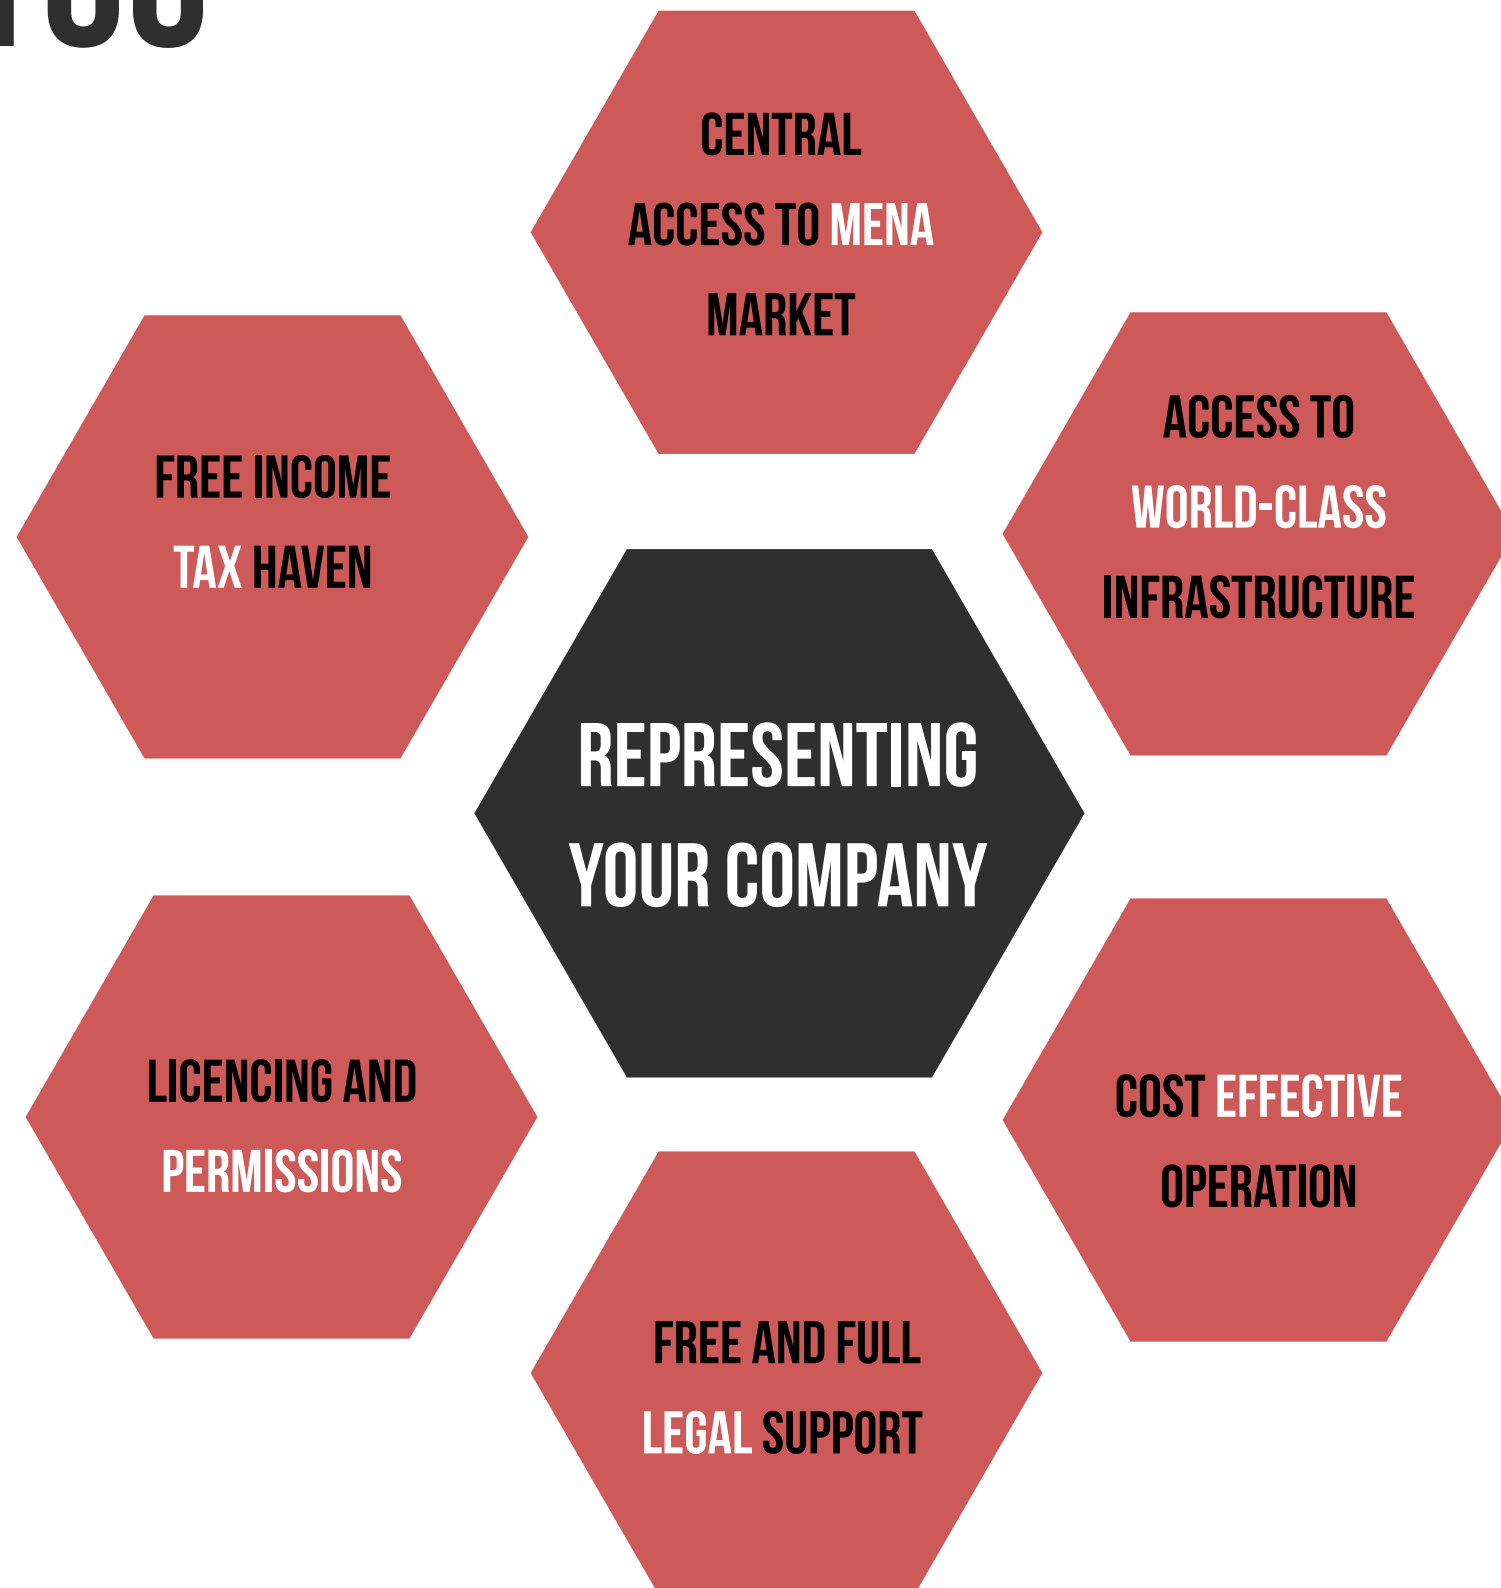 CENTRAL
ACCESS TO MENA
MARKET
ACCESS TO
WORLD-CLASS
INFRASTRUCTURE
FREE INCOME
TAX HAVEN
REPRESENTING
YOUR COMPANY
LICENCING AND
PERMISSIONS
COST EFFECTIVE
OPERATION
FREE AND FULL
LEGAL SUPPORT